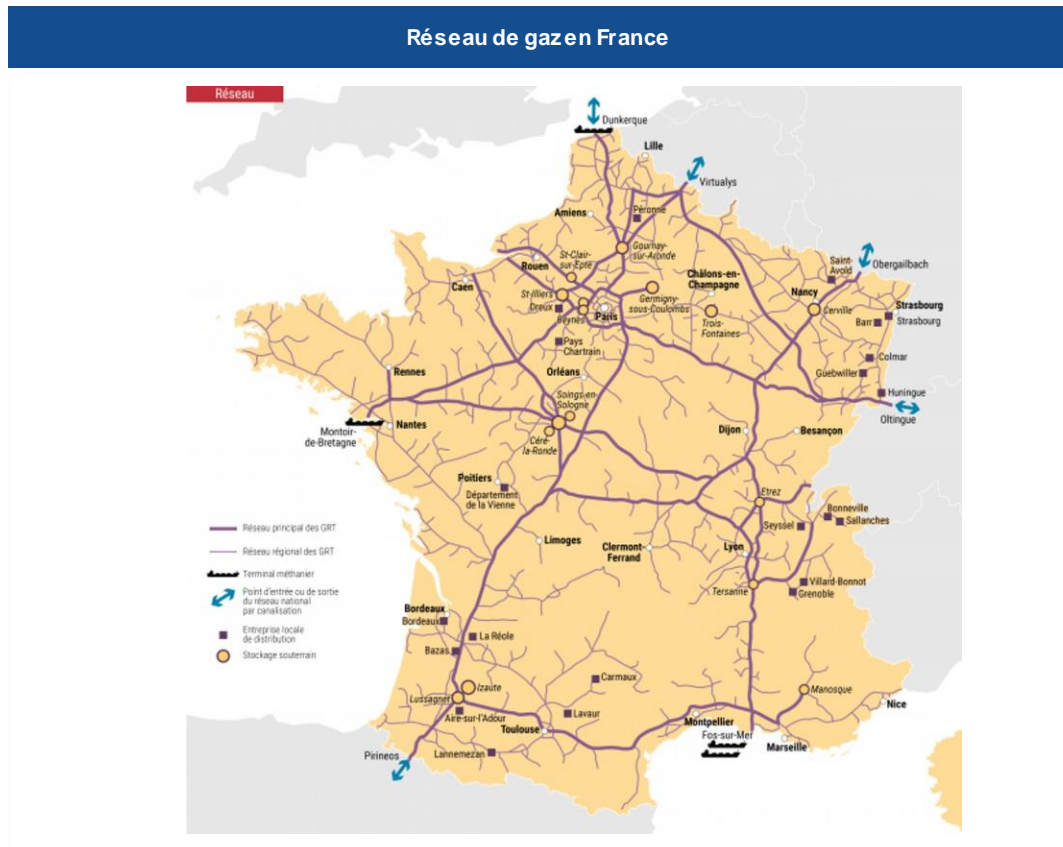 Réseau de gaz en France
Réseau
Dunkerque
Lille
Virtualys
Péronne
Amiens
Gournay-
sur-Aronde
St-Clair-
sur-Epte
Rouen
Caen
St-Illiers
Dreux
Beynes
Paris
Germigny-
sous-Coulombs
Châlons-en-
Champagne
Trois-
Fontaines
Saint-
Avold
Obergailbach
Nancy
Cerville
Strasbourg
Strasbourg
Barr
Colmar
Guebwiller
Huningue
Oltingue
Pays
Chartrain
Orléans
Rennes
Soings-en-
Sologne
Montoir-
de-Bretagne
Nantes
Céré-
la-Ronde
Dijon
Besançon
Poitiers
Département
de la Vienne
Etrez
Bonneville
Sallanches
Seyssel
Limoges
Clermont-
Ferrand
Lyon
Tersanne
Villard-Bonnot
Grenoble
Réseau principal des GRT
Réseau régional des GRT
Terminal méthanier
Point d'entrée ou de sortie
du réseau national
par canalisation
Entreprise locale
de distribution
Stockage souterrain
Bordeaux
Bordeaux
La Réole
Bazas
Izaute
Lussagnet
Aire-sur-l'Adour
Carmaux
Lavaur
Toulouse
Lannemezan
Pirineos
Manosque
Nice
Montpellier
Fos-sur-Mer
Marseille